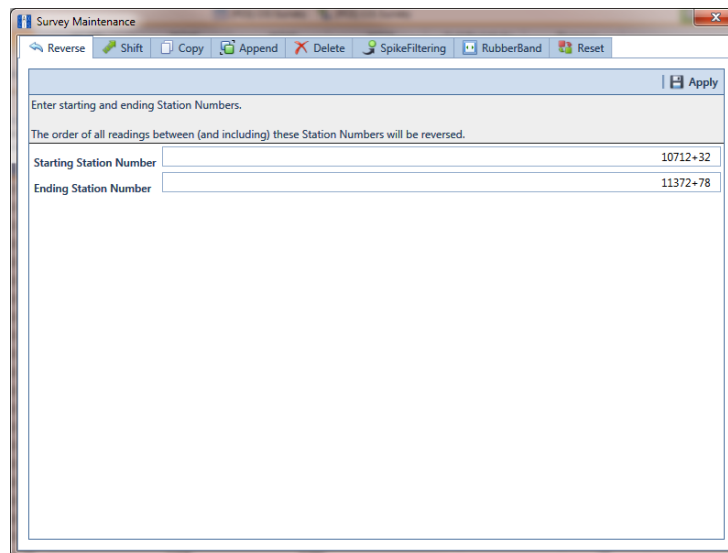 Survey Maintenance
Reverse Shift Copy Append Delete SpikeFiltering RubberBand Reset
Apply
Enter starting and ending Station Numbers.
The order of all readings between (and including) these Station Numbers will be reversed.
Starting Station Number 10712+32
Ending Station Number 11372+78